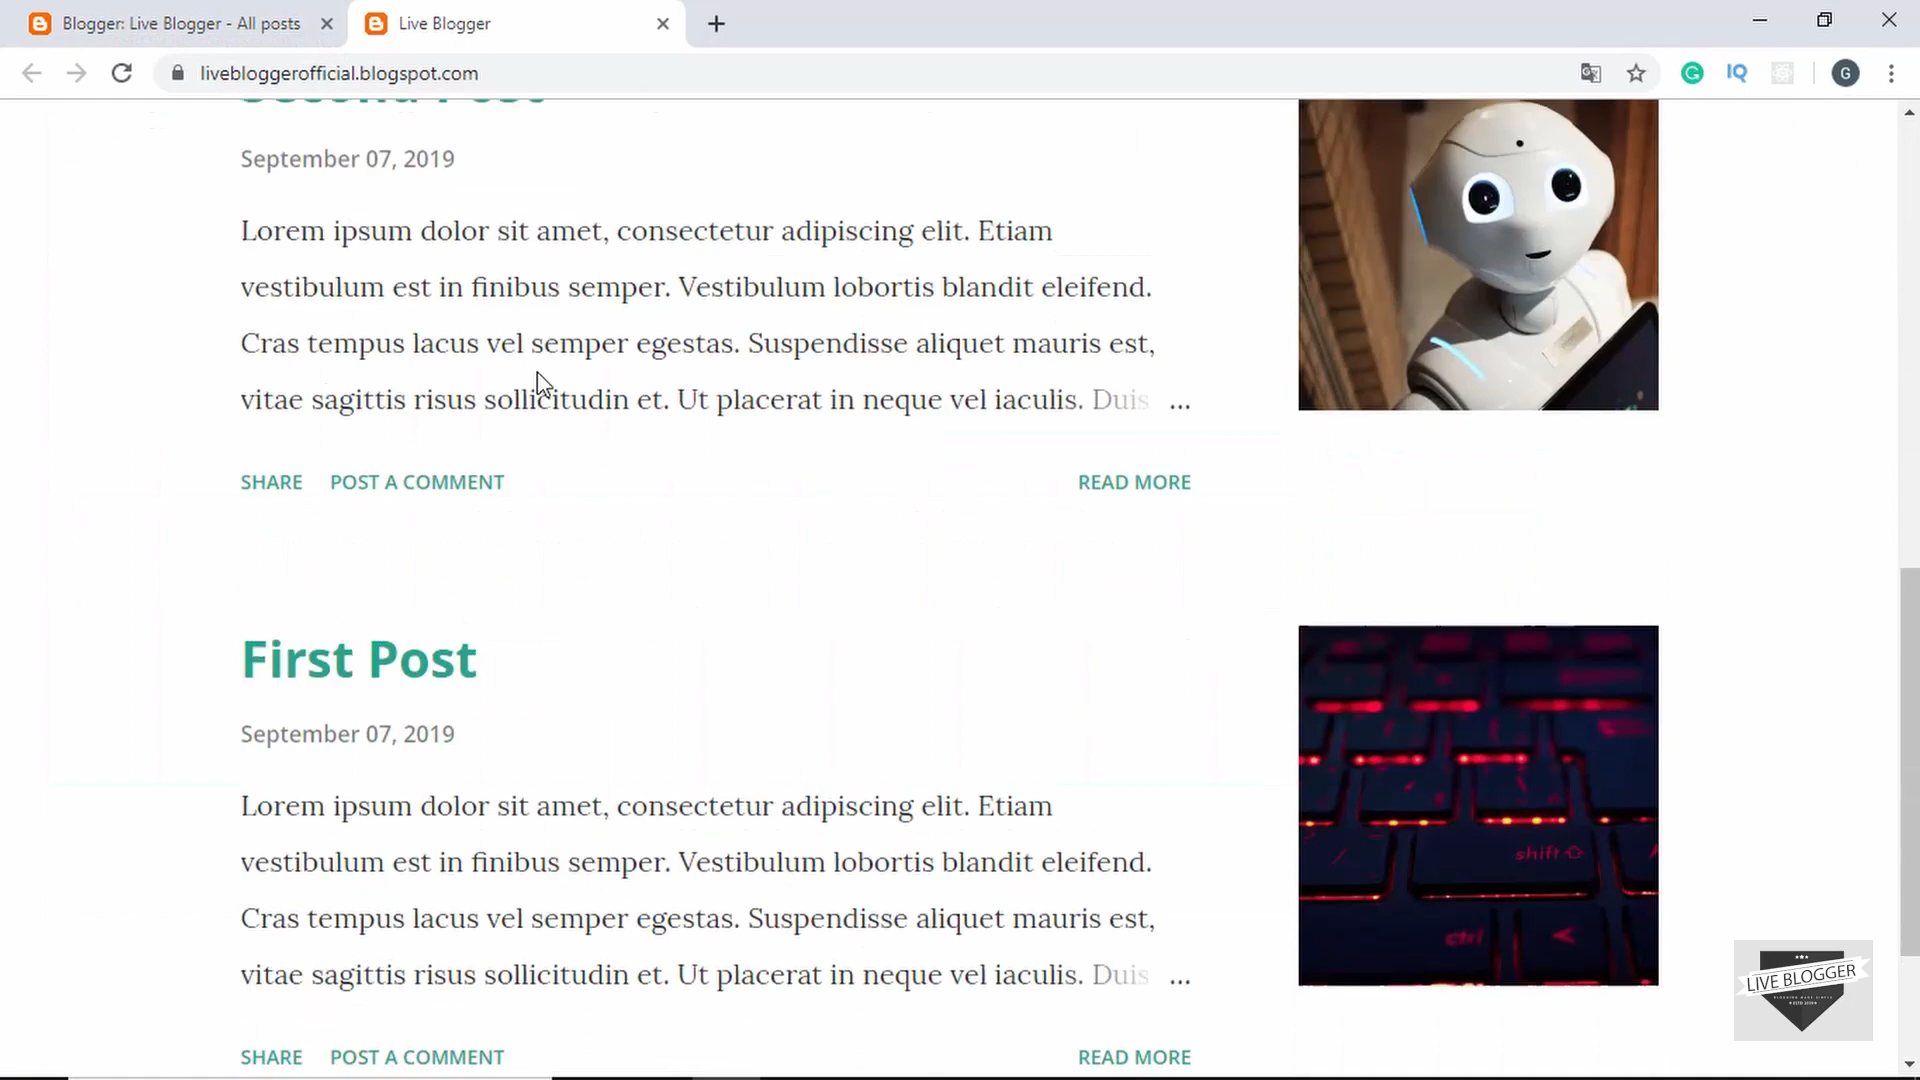 Blogger: Live Blogger - All posts
Live Blogger
livebloggerofficial.blogspot.com
IQ
G
Second Post
September 07, 2019
Lorem ipsum dolor sit amet, consectetur adipiscing elit. Etiam
vestibulum est in finibus semper. Vestibulum lobortis blandit eleifend.
Cras tempus lacus vel semper egestas. Suspendisse aliquet mauris est,
vitae sagittis risus sollicitudin et. Ut placerat in neque vel iaculis. Duis ...
SHARE POST A COMMENT READ MORE
First Post
September 07, 2019
Lorem ipsum dolor sit amet, consectetur adipiscing elit. Etiam
vestibulum est in finibus semper. Vestibulum lobortis blandit eleifend.
Cras tempus lacus vel semper egestas. Suspendisse aliquet mauris est,
vitae sagittis risus sollicitudin et. Ut placerat in neque vel iaculis. Duis ...
shift
ctrl
LIVE BLOGGER
SHARE POST A COMMENT READ MORE